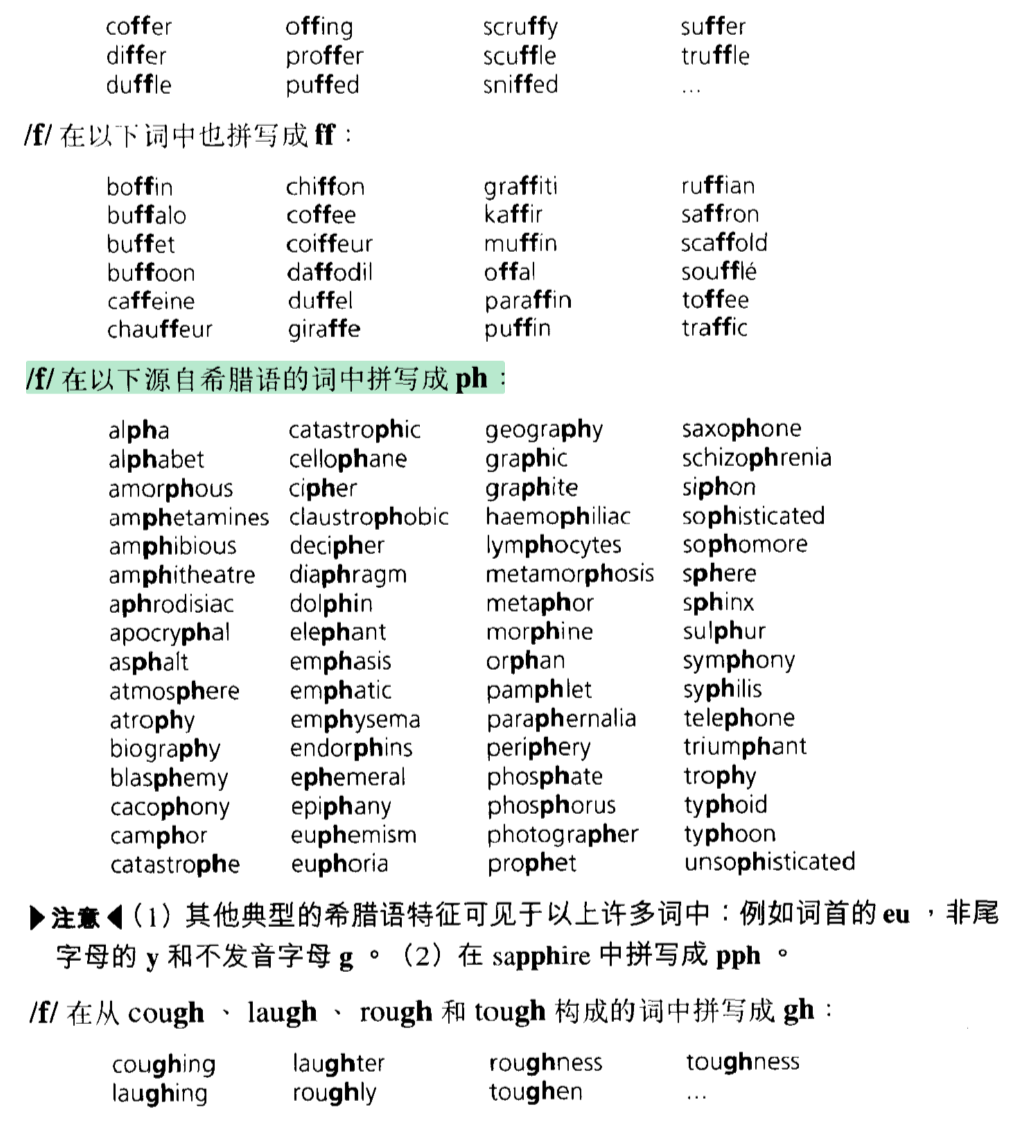 coffer offing scruffy suffer
differ proffer scuffle truffle
duffle puffed sniffed ...
/f/ 在以下词中也拼写成 ff：
boffin chiffon graffiti ruffian
buffalo coffee kaffir saffron
buffet coiffeur muffin scaffold
buffoon daffodil offal soufflé
caffeine duffel paraffin toffee
chauffeur giraffe puffin traffic
/f/ 在以下源自希腊语的词中拼写成 ph：
alpha catastrophic geography saxophone
alphabet cellophane graphic schizophrenia
amorphous cipher graphite siphon
amphetamines claustrophobic haemophiliac sophisticated
amphibious decipher lymphocytes sophomore
amphitheatre diaphragm metamorphosis sphere
aphrodisiac dolphin metaphor sphinx
apocryphal elephant morphine sulphur
asphalt emphasis orphan symphony
atmosphere emphatic pamphlet syphilis
atrophy emphysema paraphernalia telephone
biography endorphins periphery triumphant
blasphemy ephemeral phosphate trophy
cacophony epiphany phosphorus typhoid
camphor euphemism photographer typhoon
catastrophe euphoria prophet unsophisticated
▶注意◀（1）其他典型的希腊语特征可见于以上许多词中：例如词首的 eu ，非尾
字母的 y 和不发音字母 g 。（2）在 sapphire 中拼写成 pph 。
/f/ 在从 cough 、 laugh 、 rough 和 tough 构成的词中拼写成 gh：
coughing laughter roughness toughness
laughing roughly toughen ...